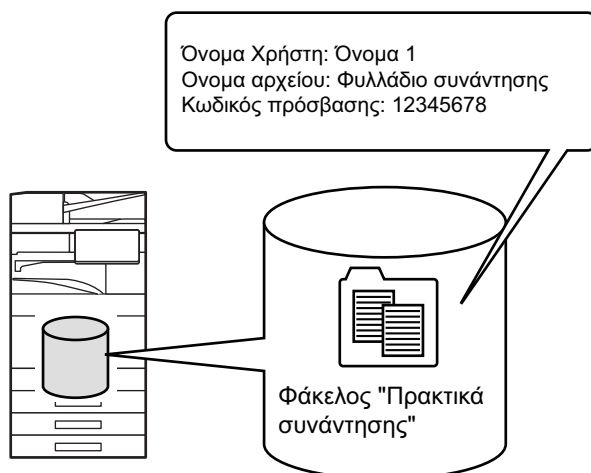 Όνομα Χρήστη: Όνομα 1
Ονομα αρχείου: Φυλλάδιο συνάντησης
Κωδικός πρόσβασης: 12345678
Φάκελος "Πρακτικά
συνάντησης"